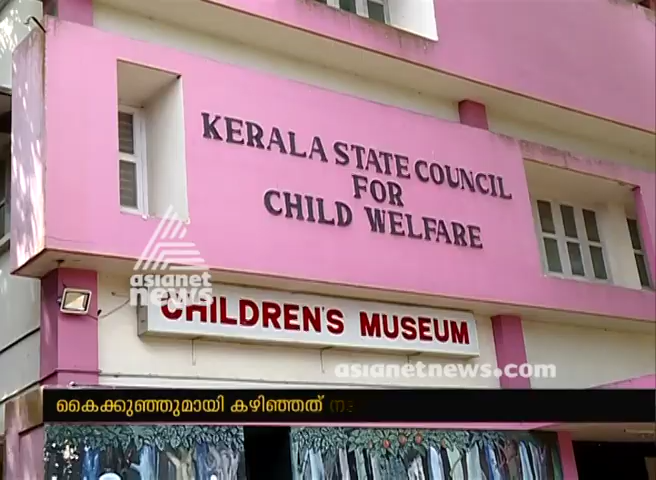 KERALA STATE COUNCIL
FOR
CHILD WELFARE
asianet
news
CHILDREN'S MUSEUM
asianetnews.com
കൈക്കുഞ്ഞുമായി കഴിഞ്ഞത്